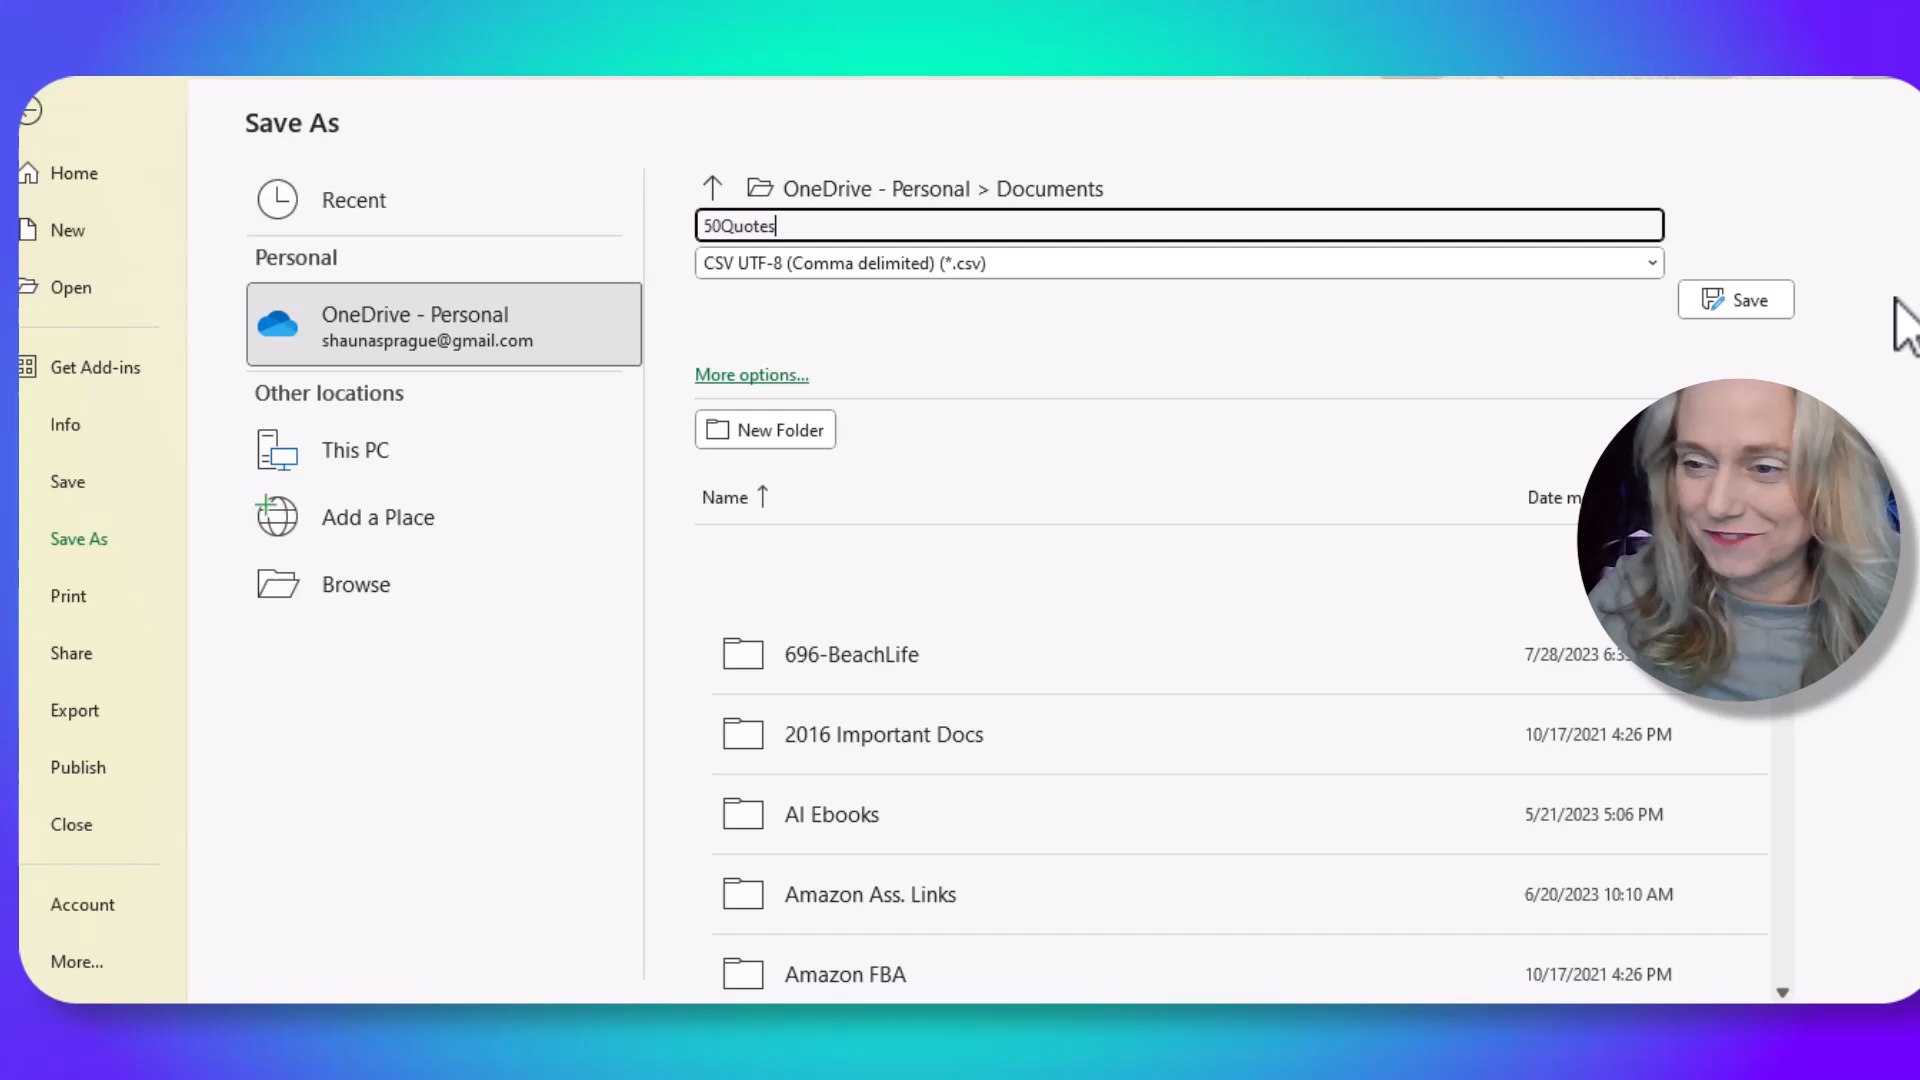 Save As
Home
New
Open
Get Add-ins
Info
Save
Save As
Print
Share
Export
Publish
Close
Account
More...
Recent
Personal
OneDrive - Personal
shaunasprague@gmail.com
Other locations
This PC
Add a Place
Browse
OneDrive - Personal > Documents
50Quotes
CSV UTF-8 (Comma delimited) (*.csv)
Save
More options...
New Folder
Name Date m
696-BeachLife 7/28/2023
2016 Important Docs 10/17/2021 4:26 PM
AI Ebooks 5/21/2023 5:06 PM
Amazon Ass. Links 6/20/2023 10:10 AM
Amazon FBA 10/17/2021 4:26 PM